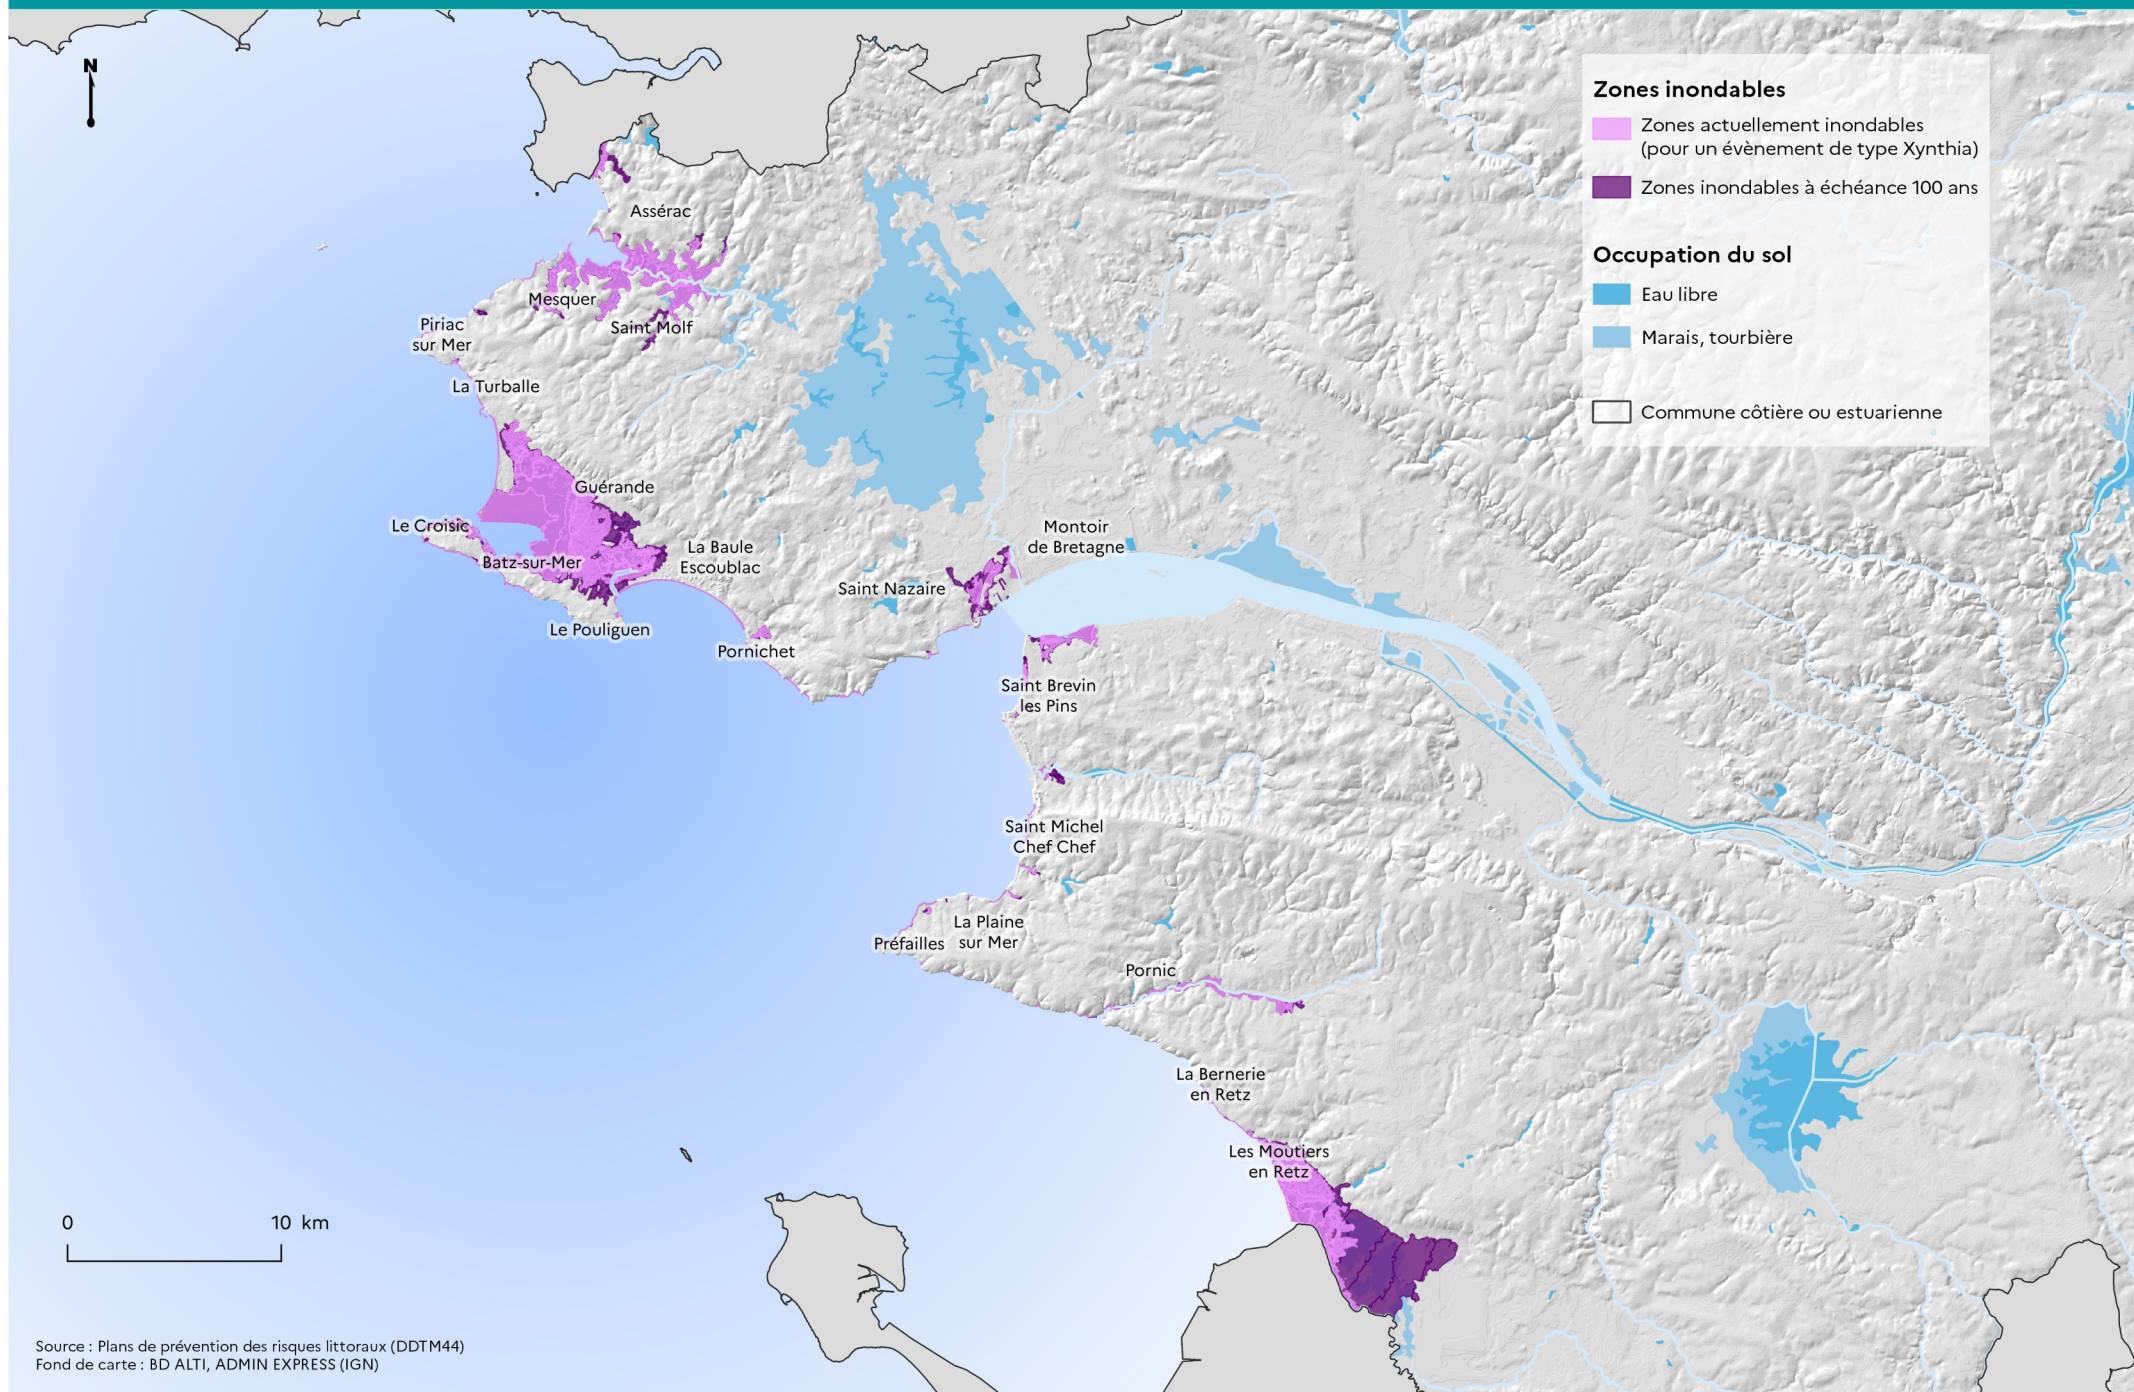 N
Zones inondables
Zones actuellement inondables
(pour un évènement de type Xynthia)
Zones inondables à échéance 100 ans
Occupation du sol
Eau libre
Marais, tourbière
Commune côtière ou estuarienne
Assérac
Mesquer
Saint Molf
Piriac
sur Mer
La Turballe
Guérande
Le Croisic
Batz-sur-Mer
La Baule
Escoublac
Le Pouliguen
Pornichet
Saint Nazaire
Montoir
de Bretagne
Saint Brevin
les Pins
Saint Michel
Chef Chef
La Plaine
sur Mer
Préfailles
Pornic
La Bernerie
en Retz
Les Moutiers
en Retz
0 10 km
Source : Plans de prévention des risques littoraux (DDTM44)
Fond de carte : BD ALTI, ADMIN EXPRESS (IGN)